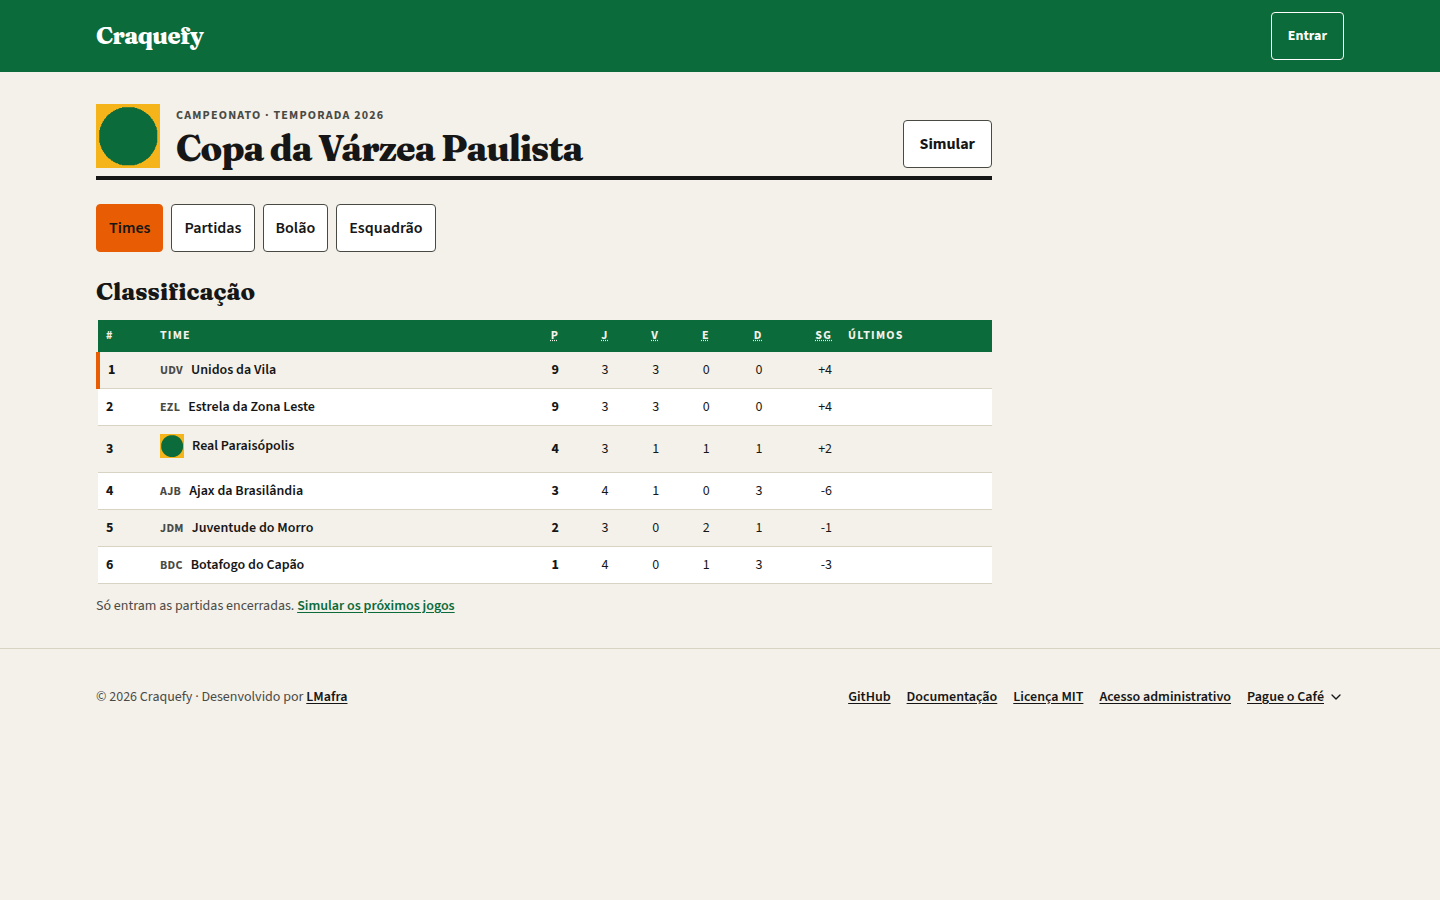 Craquefy
Entrar
CAMPEONATO · TEMPORADA 2026
Copa da Várzea Paulista
Simular
Times Partidas Bolão Esquadrão
Classificação
# TIME P J V E D SG ÚLTIMOS
1 UDV Unidos da Vila 9 3 3 0 0 +4
2 EZL Estrela da Zona Leste 9 3 3 0 0 +4
3 Real Paraisópolis 4 3 1 1 1 +2
4 AJB Ajax da Brasilândia 3 4 1 0 3 -6
5 JDM Juventude do Morro 2 3 0 2 1 -1
6 BDC Botafogo do Capão 1 4 0 1 3 -3
Só entram as partidas encerradas. Simular os próximos jogos
© 2026 Craquefy · Desenvolvido por LMafra
GitHub Documentação Licença MIT Acesso administrativo Pague o Café